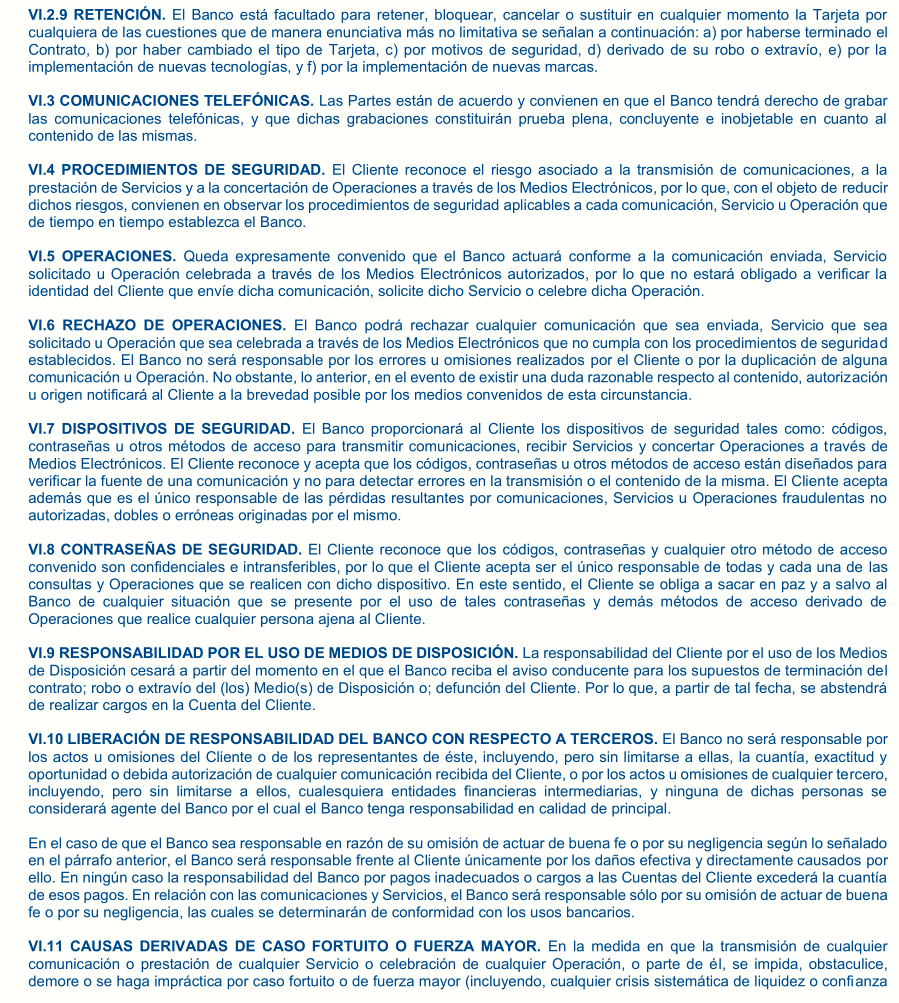 VI.2.9 RETENCIÓN. El Banco está facultado para retener, bloquear, cancelar o sustituir en cualquier momento la Tarjeta por
cualquiera de las cuestiones que de manera enunciativa más no limitativa se señalan a continuación: a) por haberse terminado el
Contrato, b) por haber cambiado el tipo de Tarjeta, c) por motivos de seguridad, d) derivado de su robo o extravío, e) por la
implementación de nuevas tecnologías, y f) por la implementación de nuevas marcas.
VI.3 COMUNICACIONES TELEFÓNICAS. Las Partes están de acuerdo y convienen en que el Banco tendrá derecho de grabar
las comunicaciones telefónicas, y que dichas grabaciones constituirán prueba plena, concluyente e inobjetable en cuanto al
contenido de las mismas.
VI.4 PROCEDIMIENTOS DE SEGURIDAD. El Cliente reconoce el riesgo asociado a la transmisión de comunicaciones, a la
prestación de Servicios y a la concertación de Operaciones a través de los Medios Electrónicos, por lo que, con el objeto de reducir
dichos riesgos, convienen en observar los procedimientos de seguridad aplicables a cada comunicación, Servicio u Operación que
de tiempo en tiempo establezca el Banco.
VI.5 OPERACIONES. Queda expresamente convenido que el Banco actuará conforme a la comunicación enviada, Servicio
solicitado u Operación celebrada a través de los Medios Electrónicos autorizados, por lo que no estará obligado a verificar la
identidad del Cliente que envíe dicha comunicación, solicite dicho Servicio o celebre dicha Operación.
VI.6 RECHAZO DE OPERACIONES. El Banco podrá rechazar cualquier comunicación que sea enviada, Servicio que sea
solicitado u Operación que sea celebrada a través de los Medios Electrónicos que no cumpla con los procedimientos de seguridad
establecidos. El Banco no será responsable por los errores u omisiones realizados por el Cliente o por la duplicación de alguna
comunicación u Operación. No obstante, lo anterior, en el evento de existir una duda razonable respecto al contenido, autorización
u origen notificará al Cliente a la brevedad posible por los medios convenidos de esta circunstancia.
VI.7 DISPOSITIVOS DE SEGURIDAD. El Banco proporcionará al Cliente los dispositivos de seguridad tales como: códigos,
contraseñas u otros métodos de acceso para transmitir comunicaciones, recibir Servicios y concertar Operaciones a través de
Medios Electrónicos. El Cliente reconoce y acepta que los códigos, contraseñas u otros métodos de acceso están diseñados para
verificar la fuente de una comunicación y no para detectar errores en la transmisión o el contenido de la misma. El Cliente acepta
además que es el único responsable de las pérdidas resultantes por comunicaciones, Servicios u Operaciones fraudulentas no
autorizadas, dobles o erróneas originadas por el mismo.
VI.8 CONTRASEÑAS DE SEGURIDAD. El Cliente reconoce que los códigos, contraseñas y cualquier otro método de acceso
convenido son confidenciales e intransferibles, por lo que el Cliente acepta ser el único responsable de todas y cada una de las
consultas y Operaciones que se realicen con dicho dispositivo. En este sentido, el Cliente se obliga a sacar en paz y a salvo al
Banco de cualquier situación que se presente por el uso de tales contraseñas y demás métodos de acceso derivado de
Operaciones que realice cualquier persona ajena al Cliente.
VI.9 RESPONSABILIDAD POR EL USO DE MEDIOS DE DISPOSICIÓN. La responsabilidad del Cliente por el uso de los Medios
de Disposición cesará a partir del momento en el que el Banco reciba el aviso conducente para los supuestos de terminación del
contrato; robo o extravío del (los) Medio(s) de Disposición o; defunción del Cliente. Por lo que, a partir de tal fecha, se abstendrá
de realizar cargos en la Cuenta del Cliente.
VI.10 LIBERACIÓN DE RESPONSABILIDAD DEL BANCO CON RESPECTO A TERCEROS. El Banco no será responsable por
los actos u omisiones del Cliente o de los representantes de éste, incluyendo, pero sin limitarse a ellas, la cuantía, exactitud y
oportunidad o debida autorización de cualquier comunicación recibida del Cliente, o por los actos u omisiones de cualquier tercero,
incluyendo, pero sin limitarse a ellos, cualesquiera entidades financieras intermediarias, y ninguna de dichas personas se
considerará agente del Banco por el cual el Banco tenga responsabilidad en calidad de principal.
En el caso de que el Banco sea responsable en razón de su omisión de actuar de buena fe o por su negligencia según lo señalado
en el párrafo anterior, el Banco será responsable frente al Cliente únicamente por los daños efectiva y directamente causados por
ello. En ningún caso la responsabilidad del Banco por pagos inadecuados o cargos a las Cuentas del Cliente excederá la cuantía
de esos pagos. En relación con las comunicaciones y Servicios, el Banco será responsable sólo por su omisión de actuar de buena
fe o por su negligencia, las cuales se determinarán de conformidad con los usos bancarios.
VI.11 CAUSAS DERIVADAS DE CASO FORTUITO O FUERZA MAYOR. En la medida en que la transmisión de cualquier
comunicación o prestación de cualquier Servicio o celebración de cualquier Operación, o parte de él, se impida, obstaculice,
demore o se haga impráctica por caso fortuito o de fuerza mayor (incluyendo, cualquier crisis sistemática de liquidez o confianza